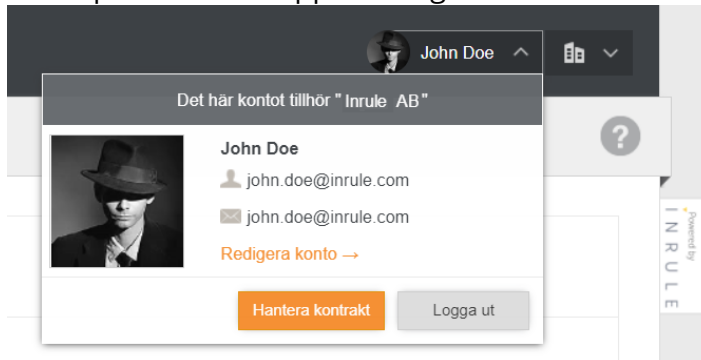 John Doe
Det här kontot tillhör "Inrule AB"
?
John Doe
john.doe@inrule.com
john.doe@inrule.com
Redigera konto →
Hantera kontrakt
Logga ut
Powered by
INRULE